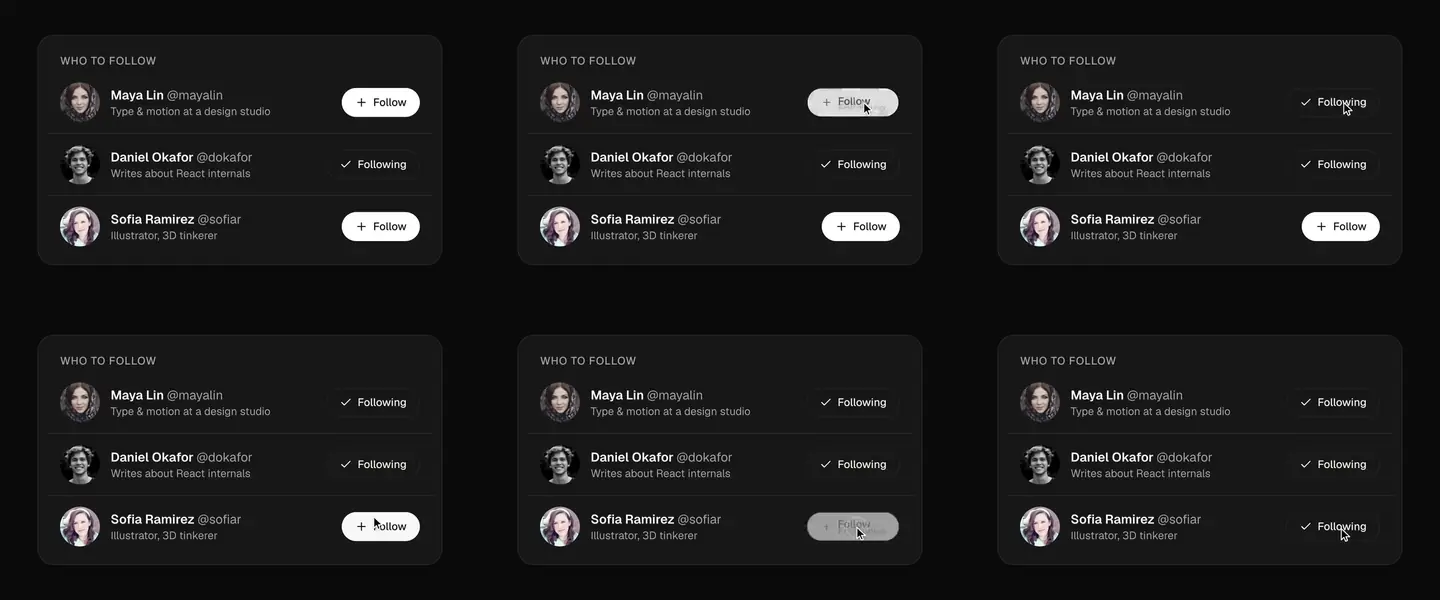 WHO TO FOLLOW
Maya Lin @mayalin
Type & motion at a design studio
Follow
Daniel Okafor @dokafor
Writes about React internals
Following
Sofia Ramirez @sofiar
Illustrator, 3D tinkerer
Follow
WHO TO FOLLOW
Maya Lin @mayalin
Type & motion at a design studio
Follow
Daniel Okafor @dokafor
Writes about React internals
Following
Sofia Ramirez @sofiar
Illustrator, 3D tinkerer
Follow
WHO TO FOLLOW
Maya Lin @mayalin
Type & motion at a design studio
Following
Daniel Okafor @dokafor
Writes about React internals
Following
Sofia Ramirez @sofiar
Illustrator, 3D tinkerer
Follow
WHO TO FOLLOW
Maya Lin @mayalin
Type & motion at a design studio
Following
Daniel Okafor @dokafor
Writes about React internals
Following
Sofia Ramirez @sofiar
Illustrator, 3D tinkerer
Follow
WHO TO FOLLOW
Maya Lin @mayalin
Type & motion at a design studio
Following
Daniel Okafor @dokafor
Writes about React internals
Following
Sofia Ramirez @sofiar
Illustrator, 3D tinkerer
Follow
WHO TO FOLLOW
Maya Lin @mayalin
Type & motion at a design studio
Following
Daniel Okafor @dokafor
Writes about React internals
Following
Sofia Ramirez @sofiar
Illustrator, 3D tinkerer
Following